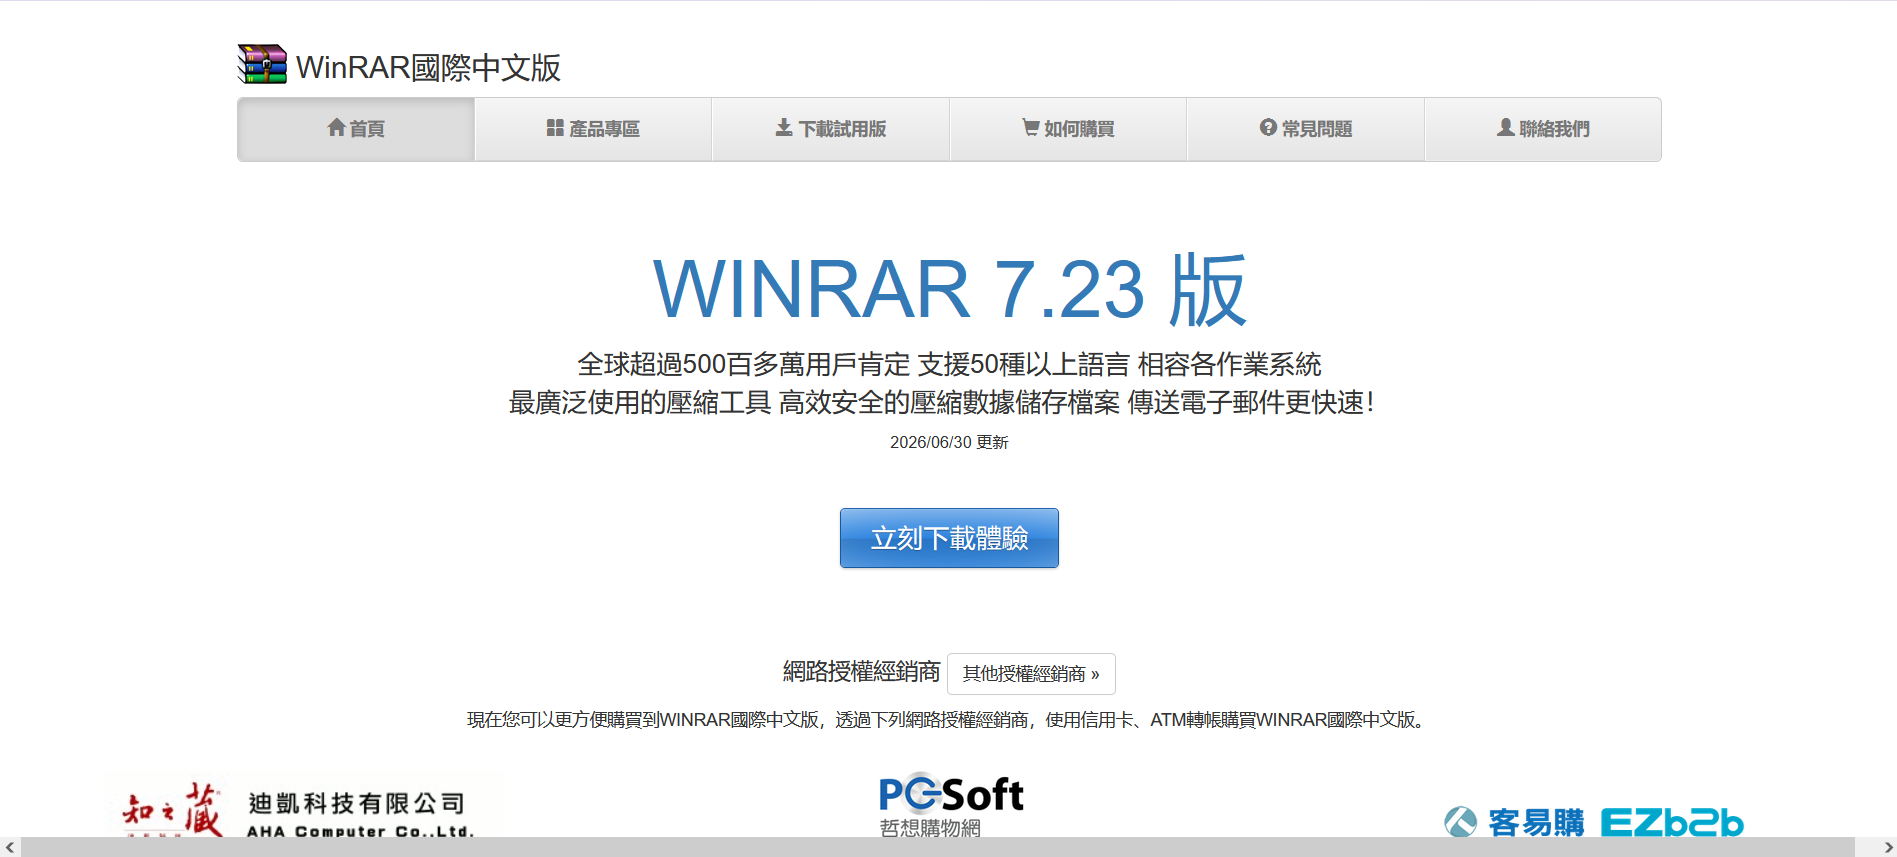 WinRAR國際中文版
首頁
產品專區
下載試用版
如何購買
常見問題
聯絡我們
WINRAR 7.23 版
全球超過500百多萬用戶肯定 支援50種以上語言 相容各作業系統
最廣泛使用的壓縮工具 高效安全的壓縮數據儲存檔案 傳送電子郵件更快速!
2026/06/30 更新
立刻下載體驗
網路授權經銷商 其他授權經銷商 »
現在您可以更方便購買到WINRAR國際中文版，透過下列網路授權經銷商，使用信用卡、ATM轉帳購買WINRAR國際中文版。
知之藏
迪凱科技有限公司
AHA Computer Co.,Ltd.
PCSoft
哲想購物網
客易購 EZb2b